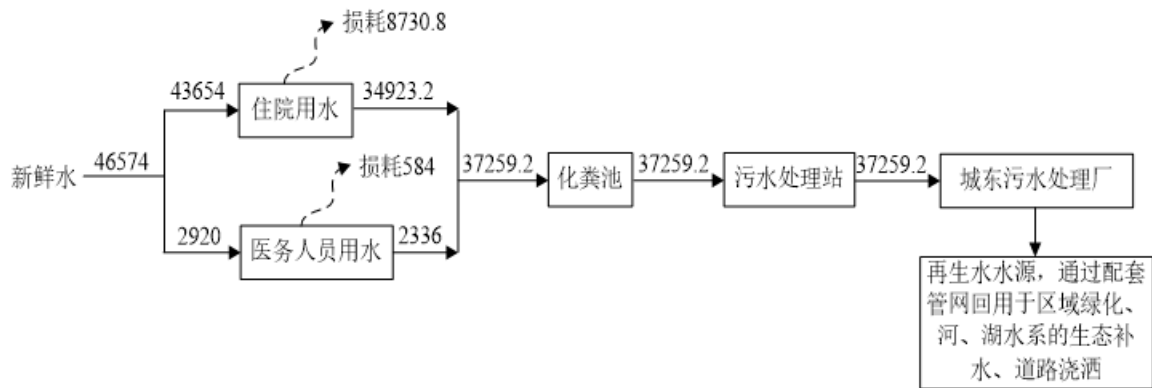 损耗8730.8
43654
住院用水
34923.2
新鲜水
46574
损耗584
37259.2
化粪池
37259.2
污水处理站
37259.2
城东污水处理厂
2920
医务人员用水
2336
再生水水源，通过配套
管网回用于区域绿化、
河、湖水系的生态补
水、道路浇洒